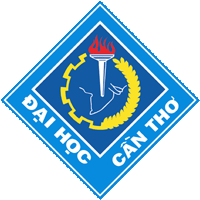 ĐẠI HỌC
CẦN THƠ